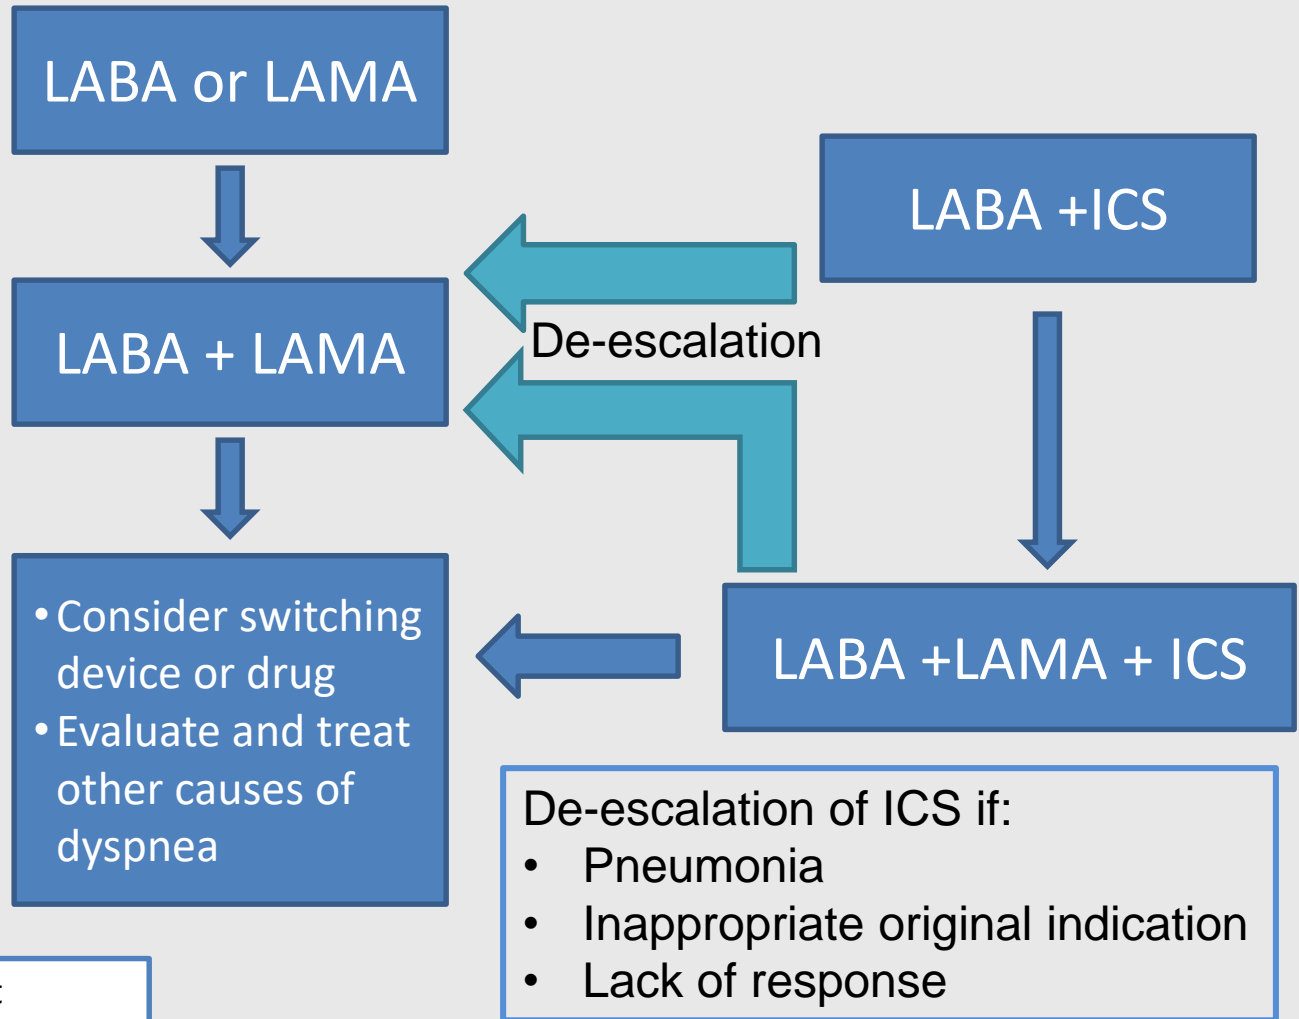 LABA or LAMA
LABA +ICS
LABA + LAMA
De-escalation
• Consider switching
device or drug
• Evaluate and treat
other causes of
dyspnea
LABA +LAMA + ICS
De-escalation of ICS if:
• Pneumonia
• Inappropriate original indication
• Lack of response